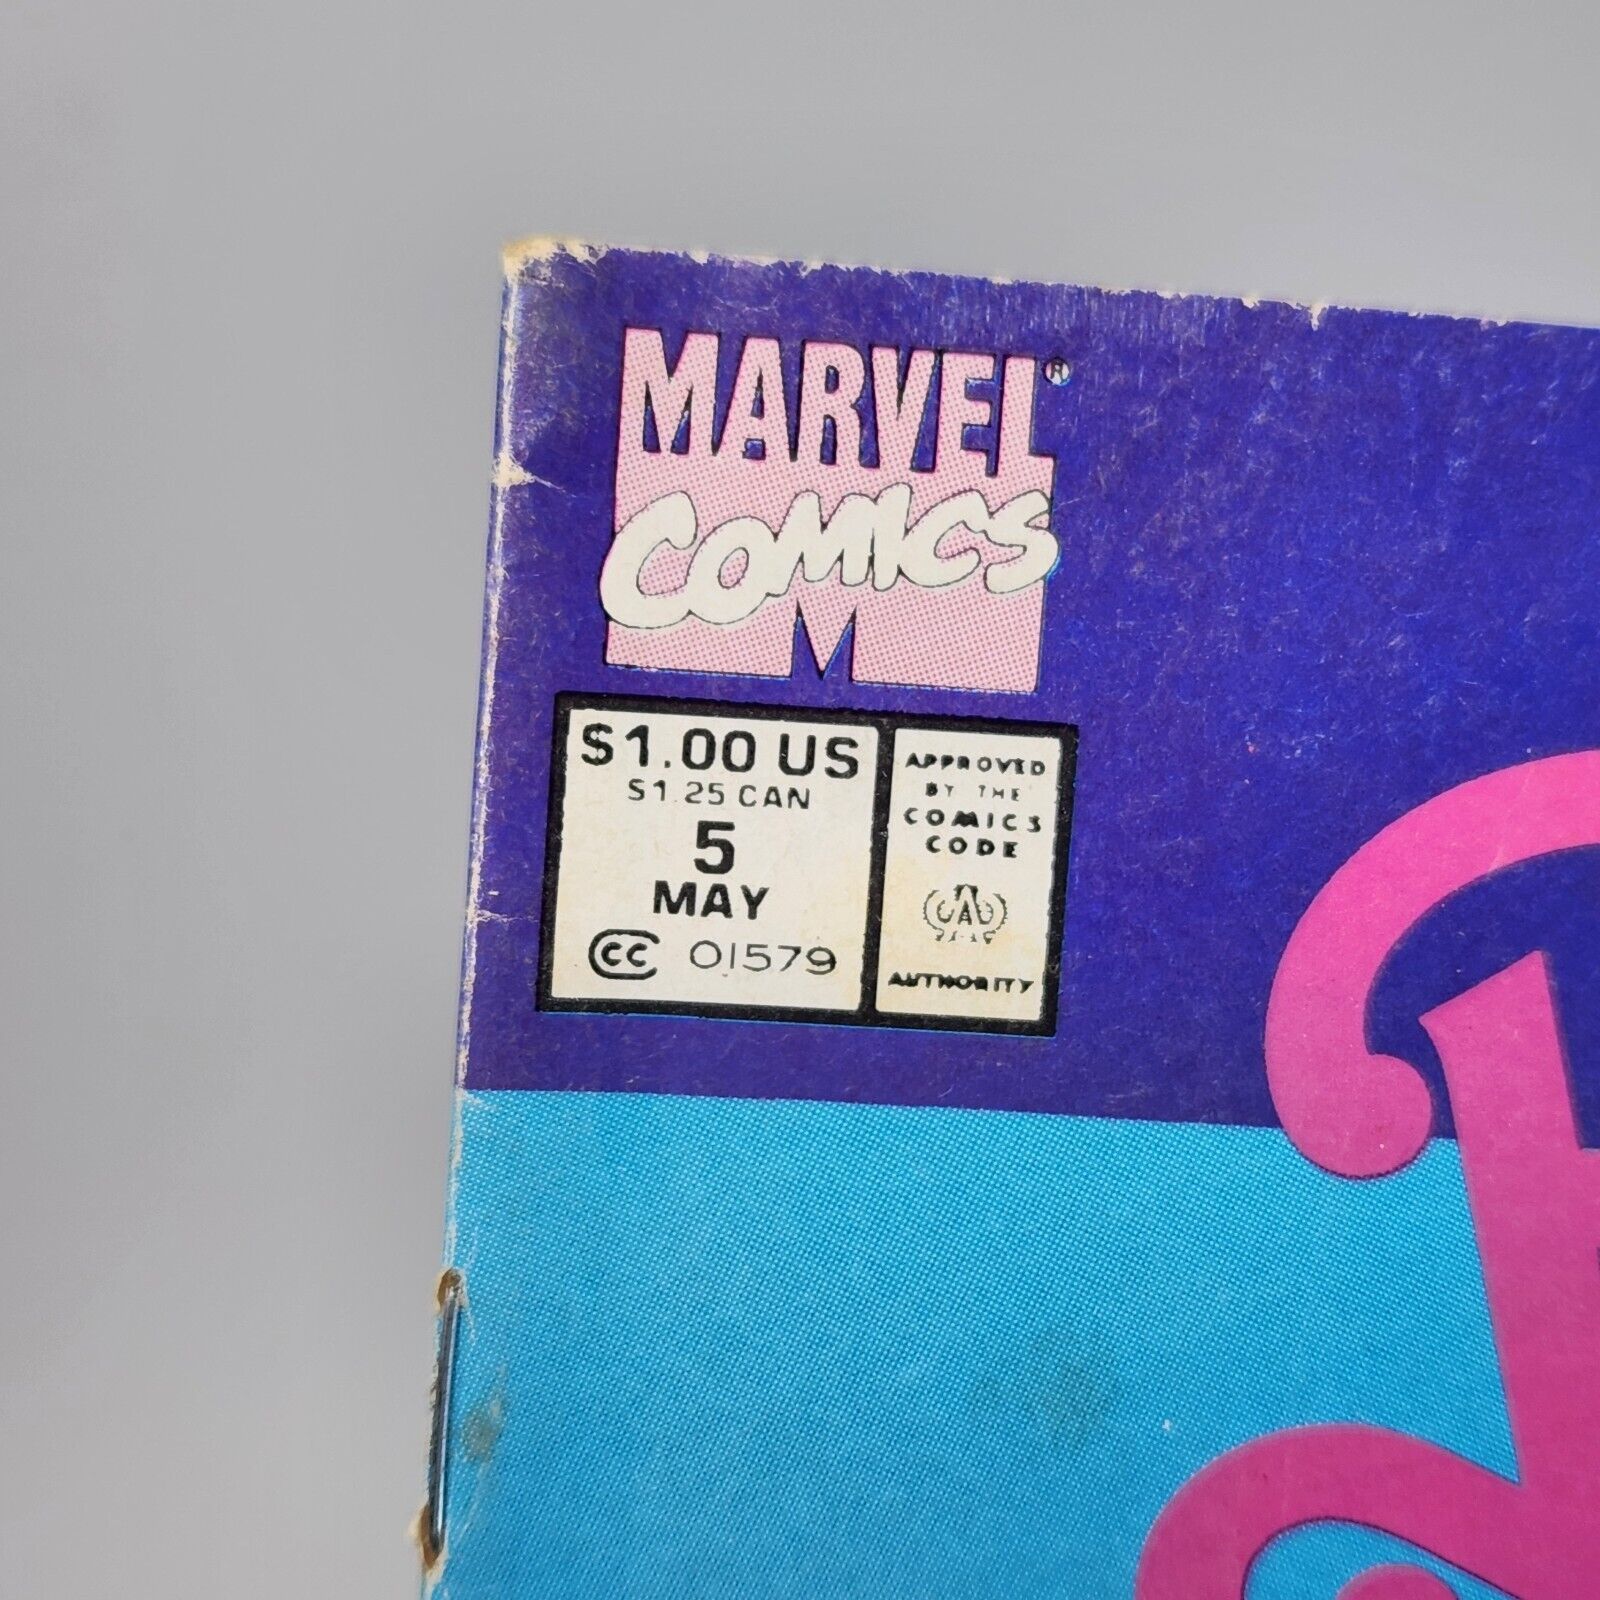 MARVEL®
COMICS
M
$1.00 US
$1.25 CAN
5
MAY
CC 01579
APPROVED
BY THE
COMICS
CODE
A
AUTHORITY